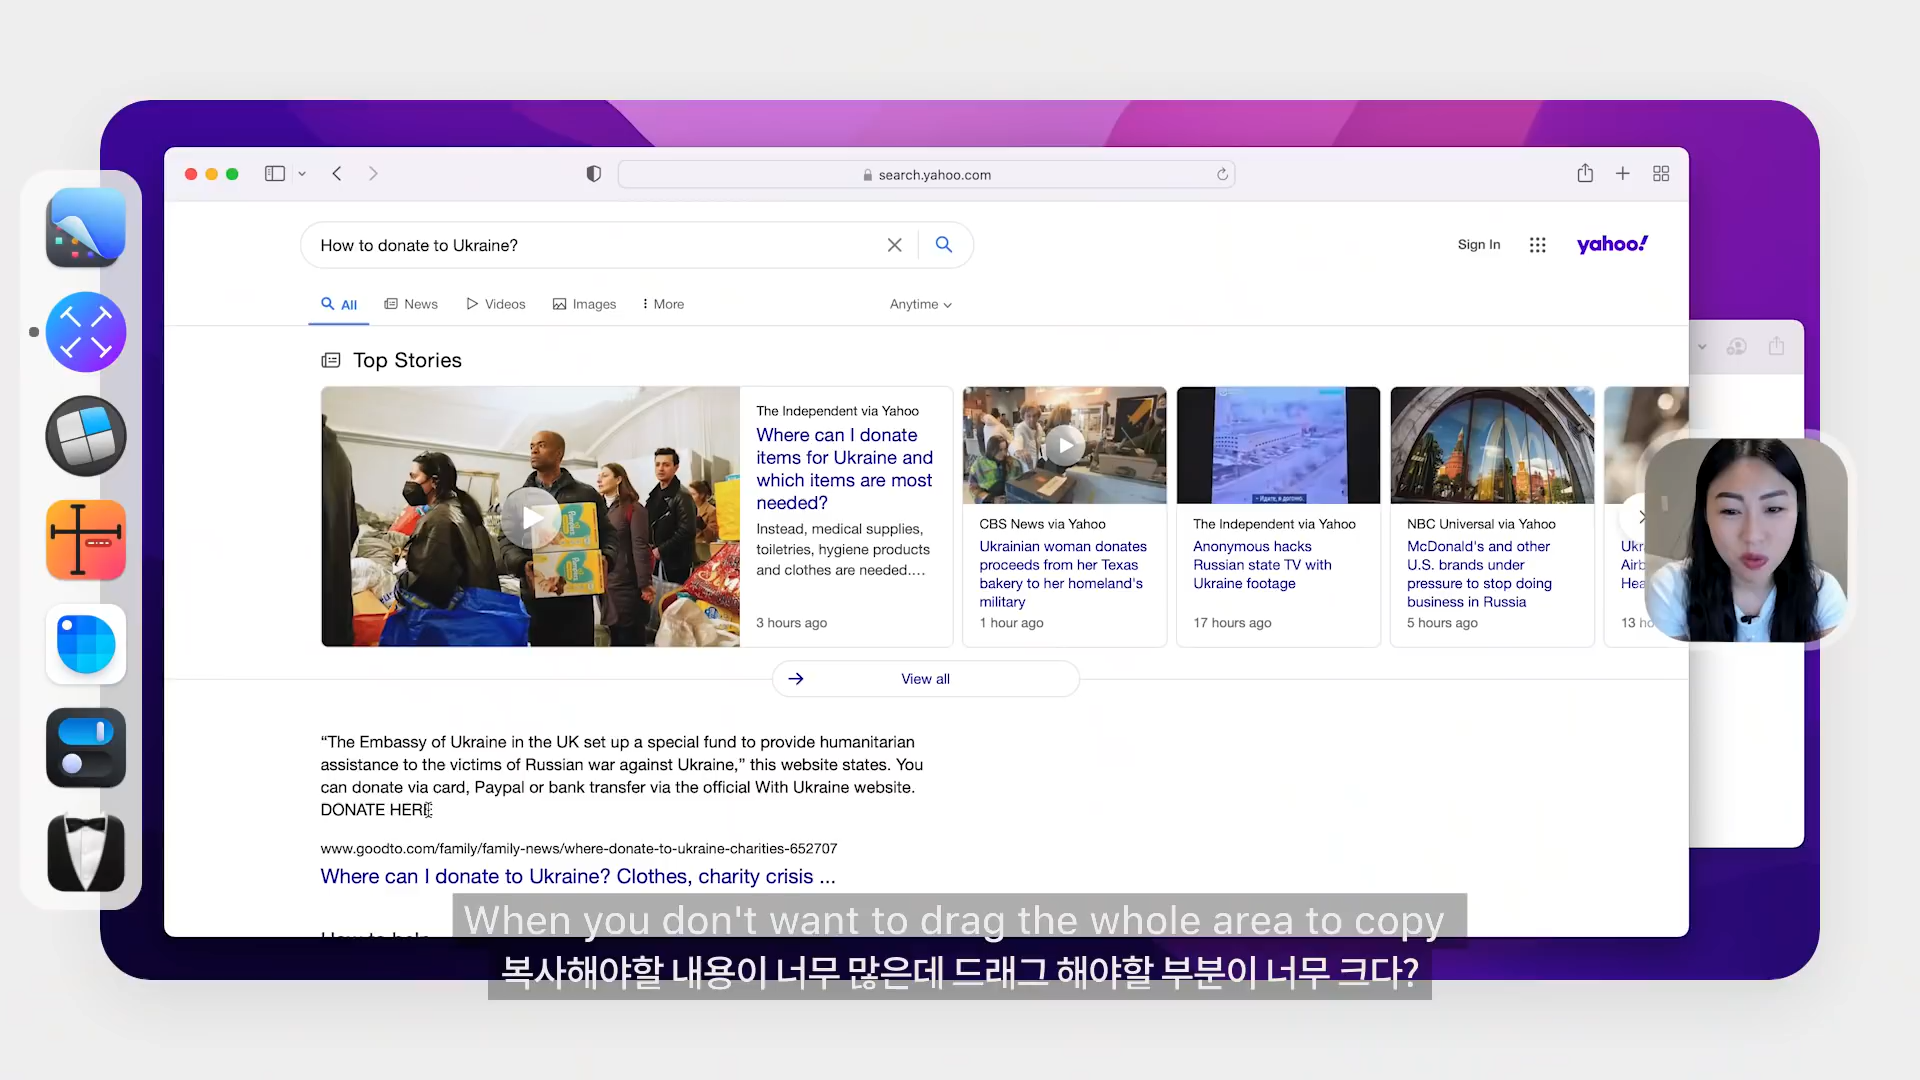 search.yahoo.com
How to donate to Ukraine?
Sign In
yahoo!
All
News
Videos
Images
More
Anytime
Top Stories
The Independent via Yahoo
Where can I donate
items for Ukraine and
which items are most
needed?
Instead, medical supplies,
toiletries, hygiene products
and clothes are needed....
3 hours ago
CBS News via Yahoo
Ukrainian woman donates
proceeds from her Texas
bakery to her homeland's
military
1 hour ago
The Independent via Yahoo
Anonymous hacks
Russian state TV with
Ukraine footage
17 hours ago
NBC Universal via Yahoo
McDonald's and other
U.S. brands under
pressure to stop doing
business in Russia
5 hours ago
View all
“The Embassy of Ukraine in the UK set up a special fund to provide humanitarian
assistance to the victims of Russian war against Ukraine,” this website states. You
can donate via card, Paypal or bank transfer via the official With Ukraine website.
DONATE HERE
www.goodto.com/family/family-news/where-donate-to-ukraine-charities-652707
Where can I donate to Ukraine? Clothes, charity crisis ...
When you don't want to drag the whole area to copy
복사해야할 내용이 너무 많은데 드래그 해야할 부분이 너무 크다?